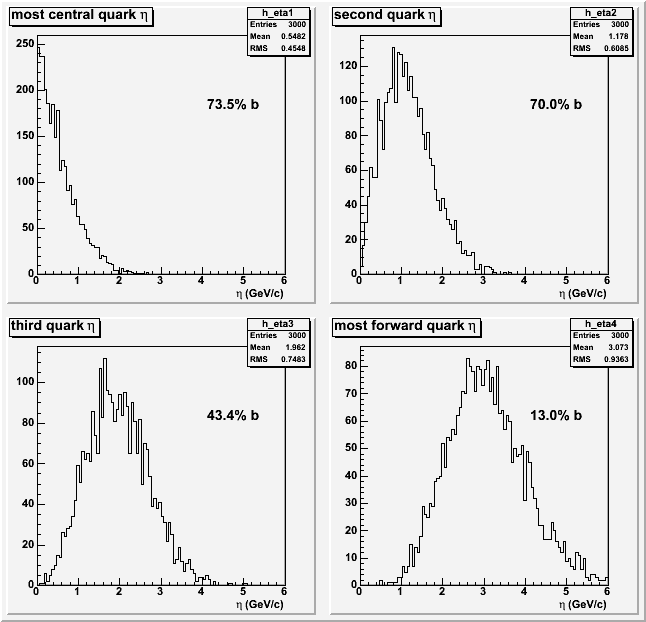 most central quark η
h_eta1
Entries 3000
Mean 0.5482
RMS 0.4548
250
200
150
100
50
0
73.5% b
0 1 2 3 4 5 6
η (GeV/c)
second quark η
h_eta2
Entries 3000
Mean 1.178
RMS 0.6085
120
100
80
60
40
20
0
70.0% b
0 1 2 3 4 5 6
η (GeV/c)
third quark η
h_eta3
Entries 3000
Mean 1.962
RMS 0.7483
100
80
60
40
20
0
43.4% b
0 1 2 3 4 5 6
η (GeV/c)
most forward quark η
h_eta4
Entries 3000
Mean 3.073
RMS 0.9363
80
70
60
50
40
30
20
10
0
13.0% b
0 1 2 3 4 5 6
η (GeV/c)